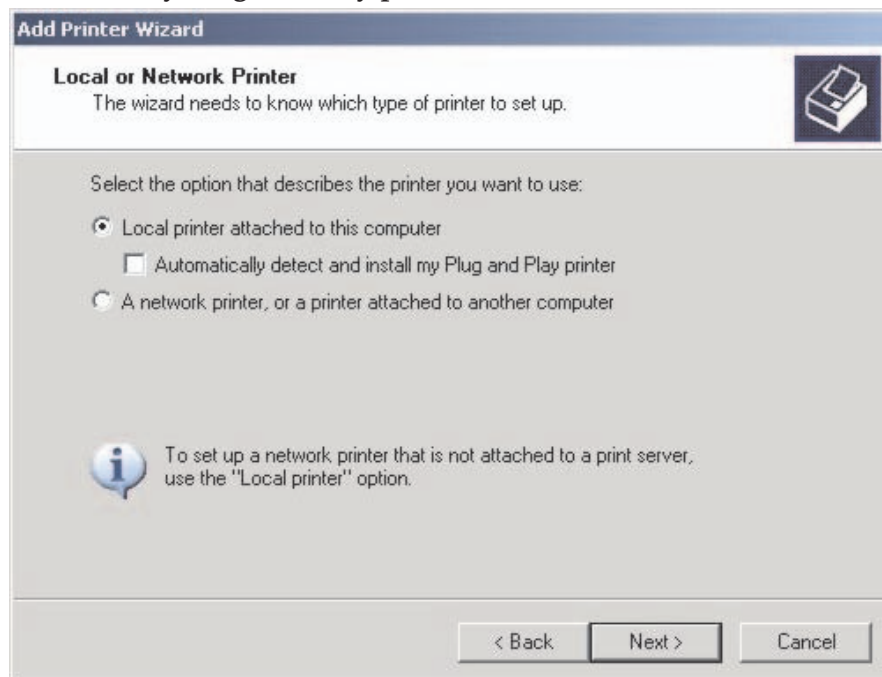 Add Printer Wizard
Local or Network Printer
The wizard needs to know which type of printer to set up.
Select the option that describes the printer you want to use:
Local printer attached to this computer
Automatically detect and install my Plug and Play printer
A network printer, or a printer attached to another computer
To set up a network printer that is not attached to a print server,
use the "Local printer" option.
< Back
Next >
Cancel